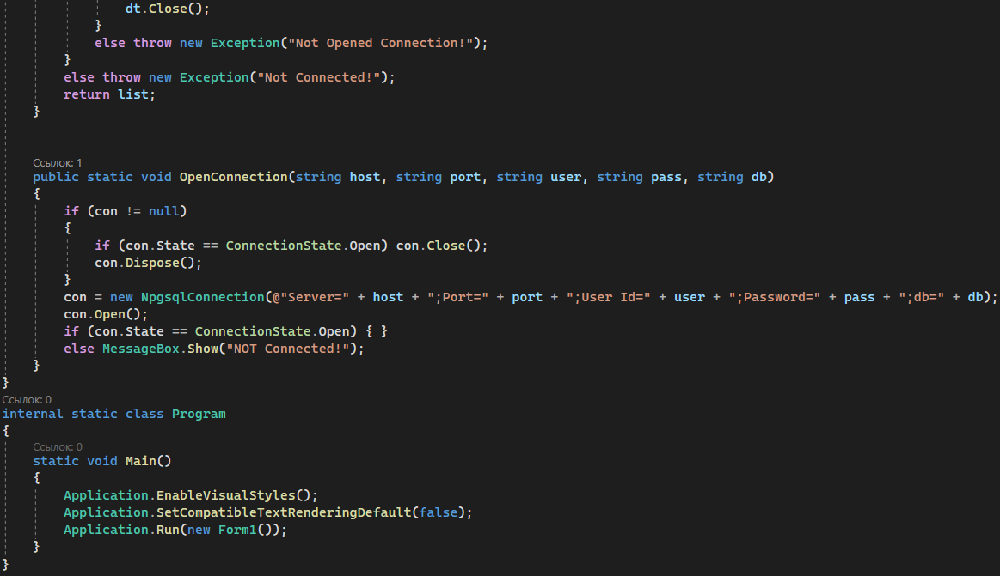 dt.Close();
}
else throw new Exception("Not Opened Connection!");
}
else throw new Exception("Not Connected!");
return list;
}
Ссылок: 1
public static void OpenConnection(string host, string port, string user, string pass, string db)
{
if (con != null)
{
if (con.State == ConnectionState.Open) con.Close();
con.Dispose();
}
con = new NpgsqlConnection(@"Server=" + host + ";Port=" + port + ";User Id=" + user + ";Password=" + pass + ";db=" + db);
con.Open();
if (con.State == ConnectionState.Open) { }
else MessageBox.Show("NOT Connected!");
}
}
Ссылок: 0
internal static class Program
{
Ссылок: 0
static void Main()
{
Application.EnableVisualStyles();
Application.SetCompatibleTextRenderingDefault(false);
Application.Run(new Form1());
}
}